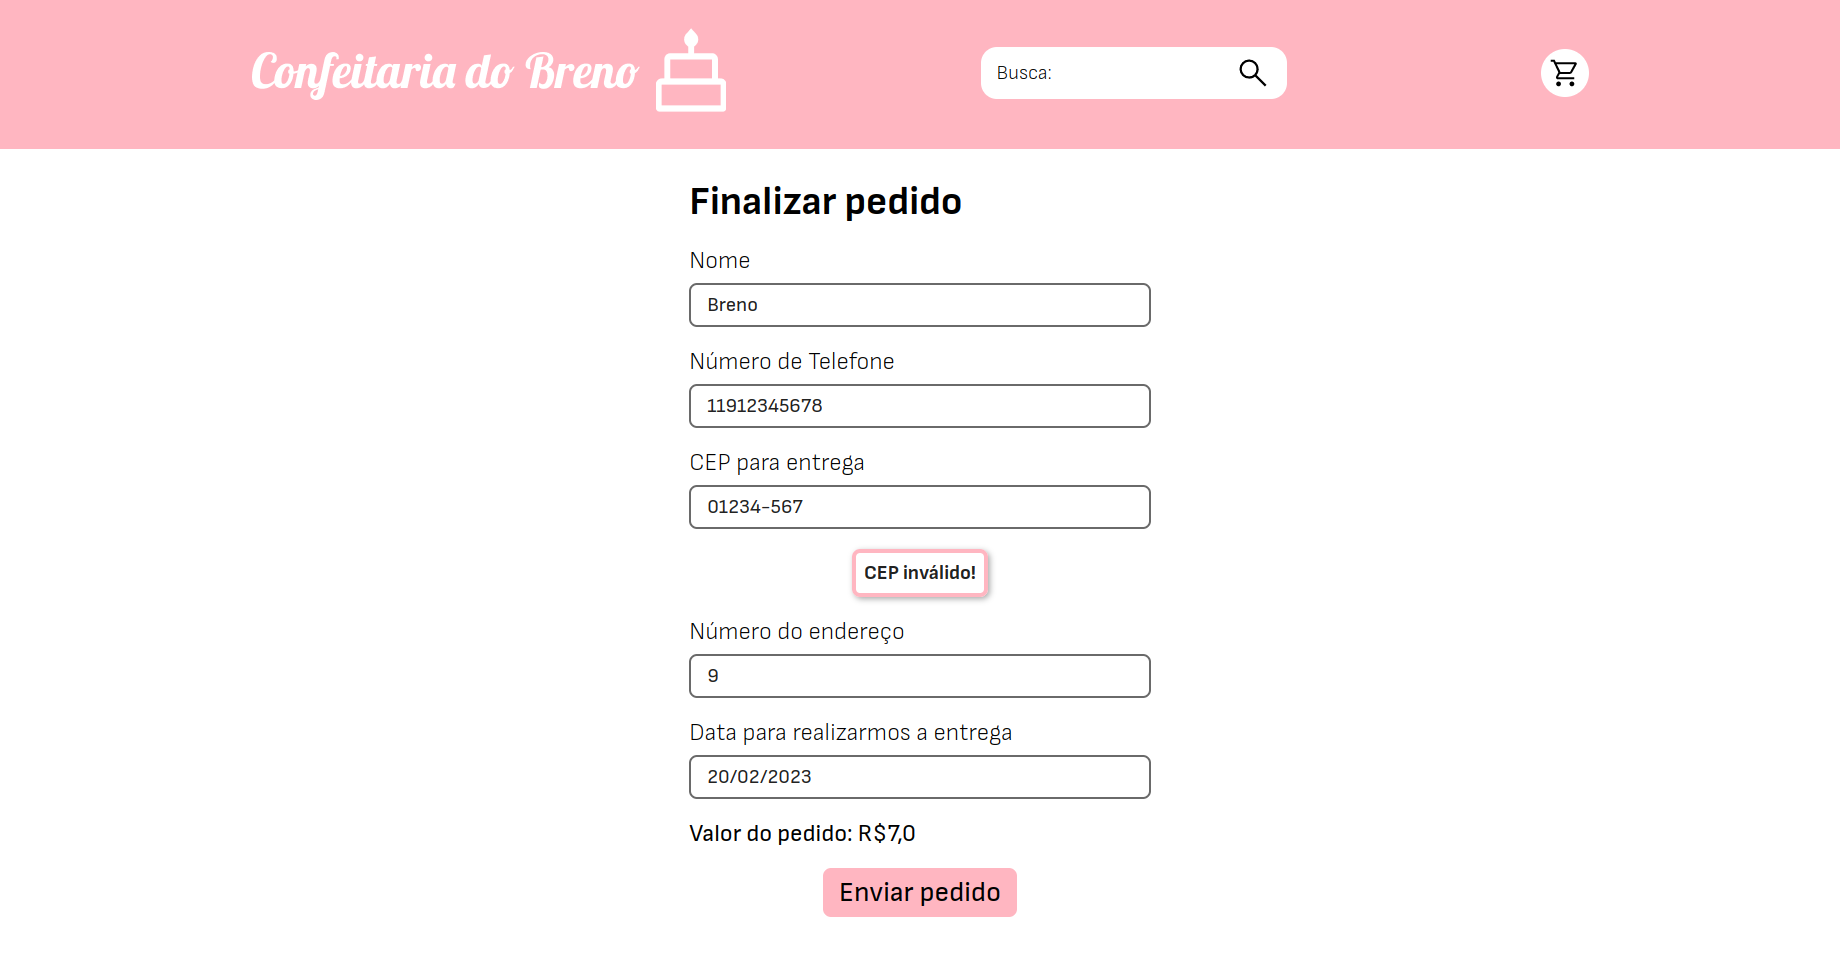 Confeitaria do Breno
Busca:
Finalizar pedido
Nome
Breno
Número de Telefone
11912345678
CEP para entrega
01234-567
CEP inválido!
Número do endereço
9
Data para realizarmos a entrega
20/02/2023
Valor do pedido: R$7,0
Enviar pedido